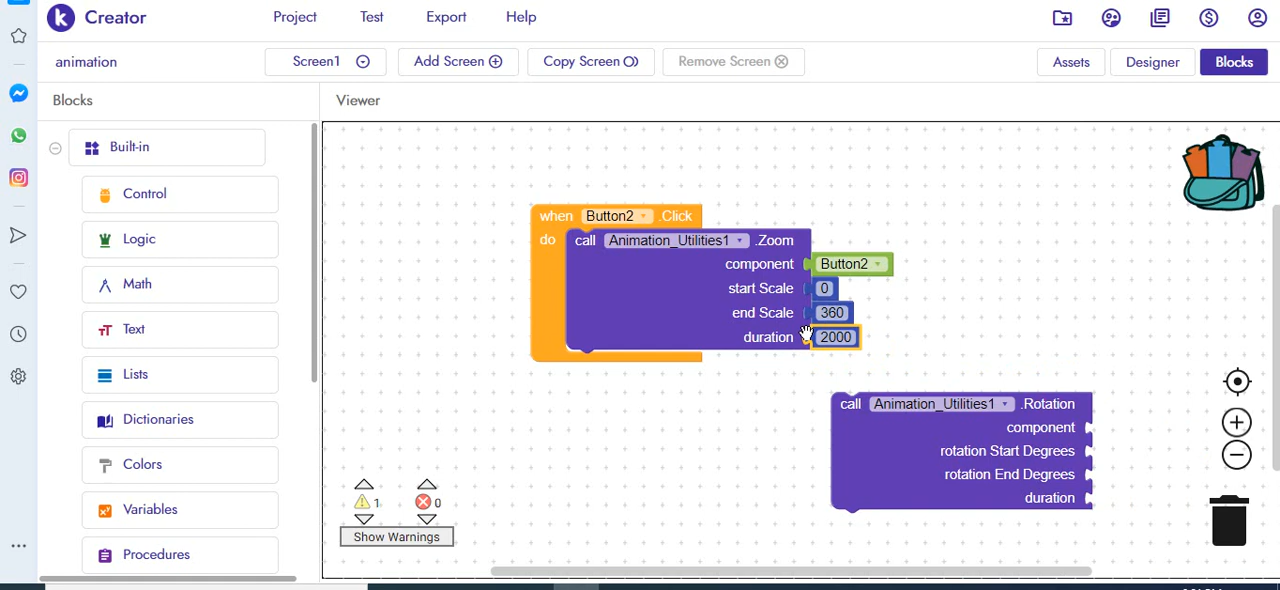 Creator
Project Test Export Help
animation
Screen1
Add Screen
Copy Screen
Remove Screen
Assets
Designer
Blocks
Blocks
Viewer
Built-in
Control
Logic
Math
Text
Lists
Dictionaries
Colors
Variables
Procedures
when Button2 .Click
do call Animation_Utilities1 .Zoom
component Button2
start Scale 0
end Scale 360
duration 2000
call Animation_Utilities1 .Rotation
component
rotation Start Degrees
rotation End Degrees
duration
1 0
Show Warnings